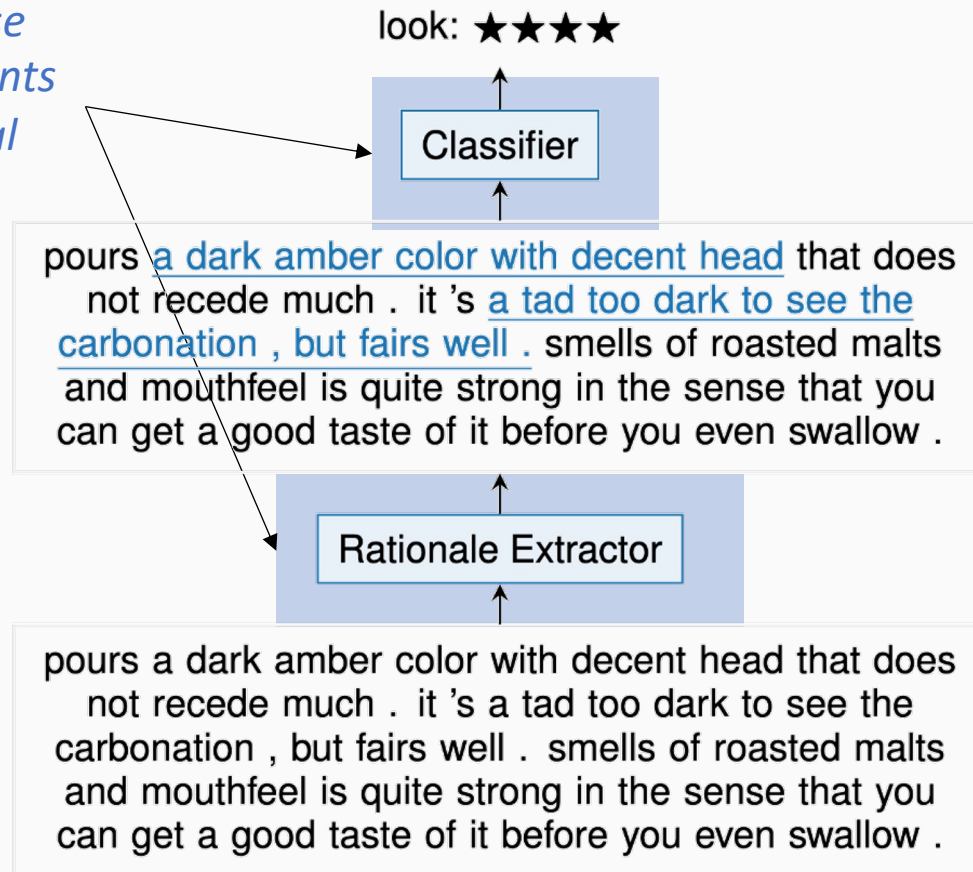 look: ★★★★
nts
Classifier
pours a dark amber color with decent head that does
not recede much . it 's a tad too dark to see the
carbonation , but fairs well . smells of roasted malts
and mouthfeel is quite strong in the sense that you
can get a good taste of it before you even swallow .
Rationale Extractor
pours a dark amber color with decent head that does
not recede much . it 's a tad too dark to see the
carbonation , but fairs well . smells of roasted malts
and mouthfeel is quite strong in the sense that you
can get a good taste of it before you even swallow .